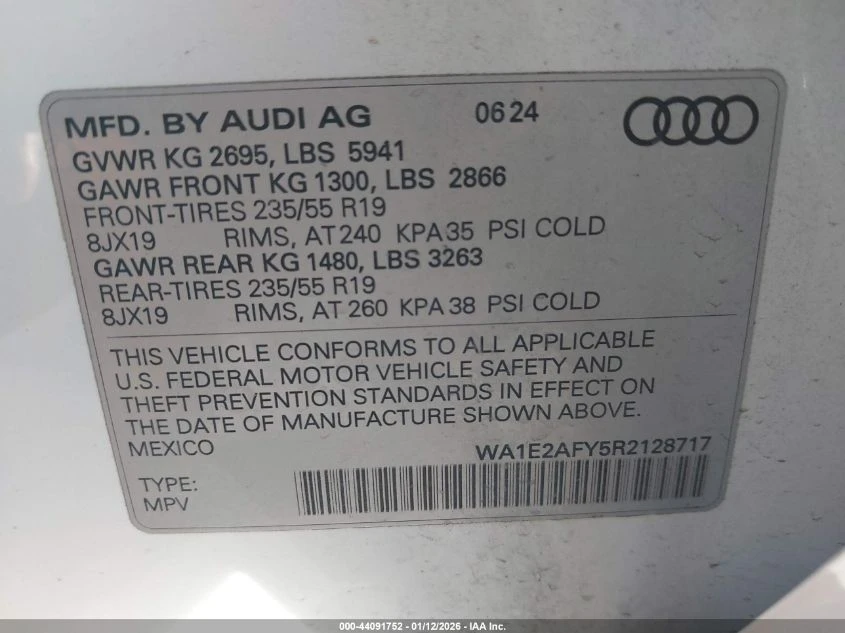 MFD. BY AUDI AG 06 24
GVWR KG 2695, LBS 5941
GAWR FRONT KG 1300, LBS 2866
FRONT-TIRES 235/55 R19
8JX19 RIMS, AT 240 KPA 35 PSI COLD
GAWR REAR KG 1480, LBS 3263
REAR-TIRES 235/55 R19
8JX19 RIMS, AT 260 KPA 38 PSI COLD
THIS VEHICLE CONFORMS TO ALL APPLICABLE
U.S. FEDERAL MOTOR VEHICLE SAFETY AND
THEFT PREVENTION STANDARDS IN EFFECT ON
THE DATE OF MANUFACTURE SHOWN ABOVE.
MEXICO WA1E2AFY5R2128717
TYPE:
MPV
000-44091752 - 01/12/2026 - IAA Inc.